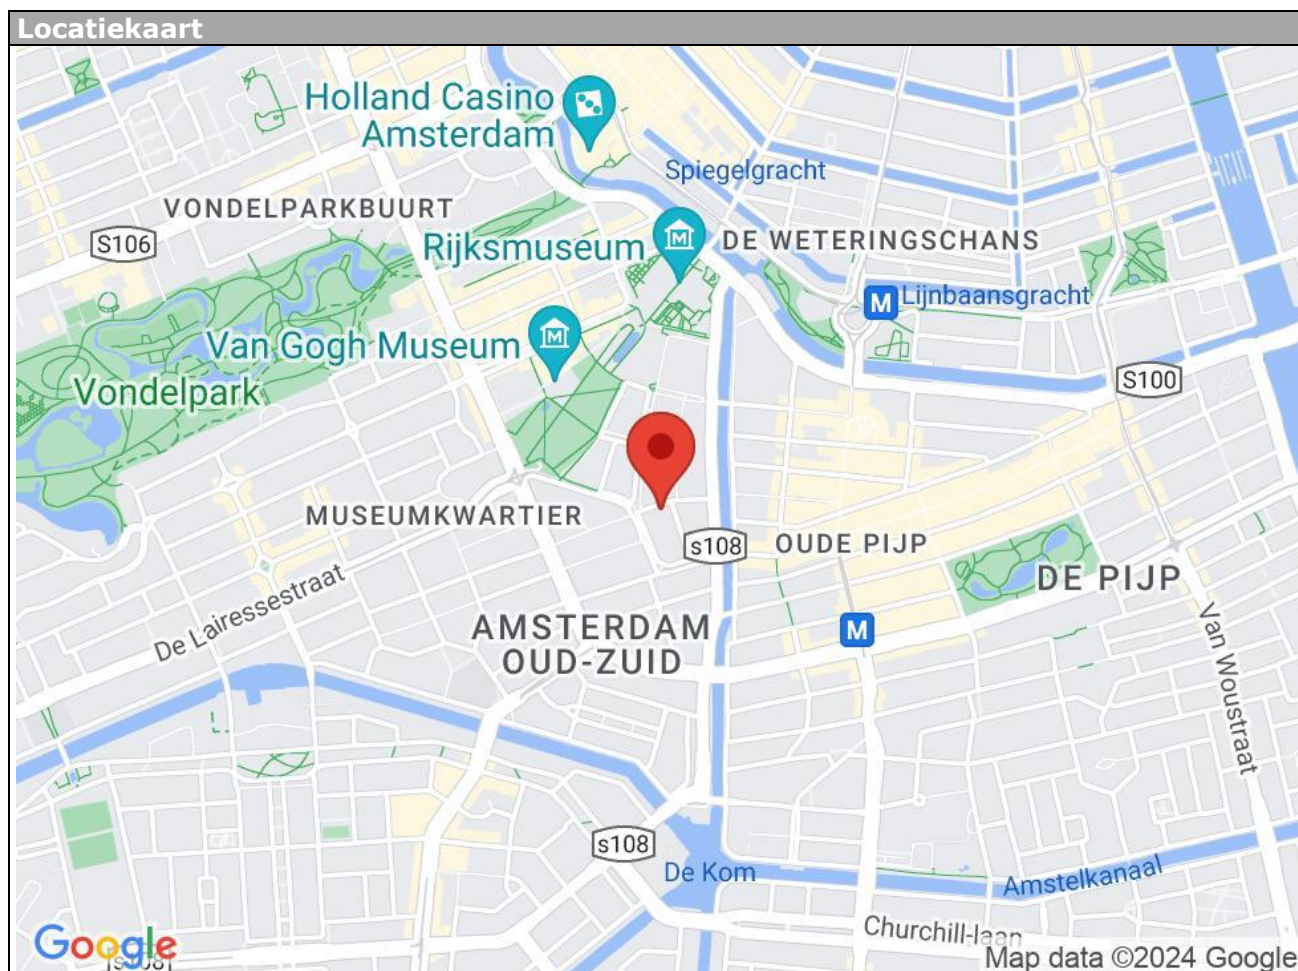 Locatiekaart
Holland Casino
Amsterdam
Spiegelgracht
VONDELPARKBUURT
S106
Rijksmuseum
DE WETERINGSCHANS
M
Lijnbaansgracht
Van Gogh Museum
Vondelpark
S100
MUSEUMKWARTIER
s108
OUDE PIJP
DE PIJP
De Lairessestraat
AMSTERDAM
OUD-ZUID
M
Van Woustraat
s108
De Kom
Amstelkanaal
Churchill-laan
Google
s108
Map data ©2024 Google